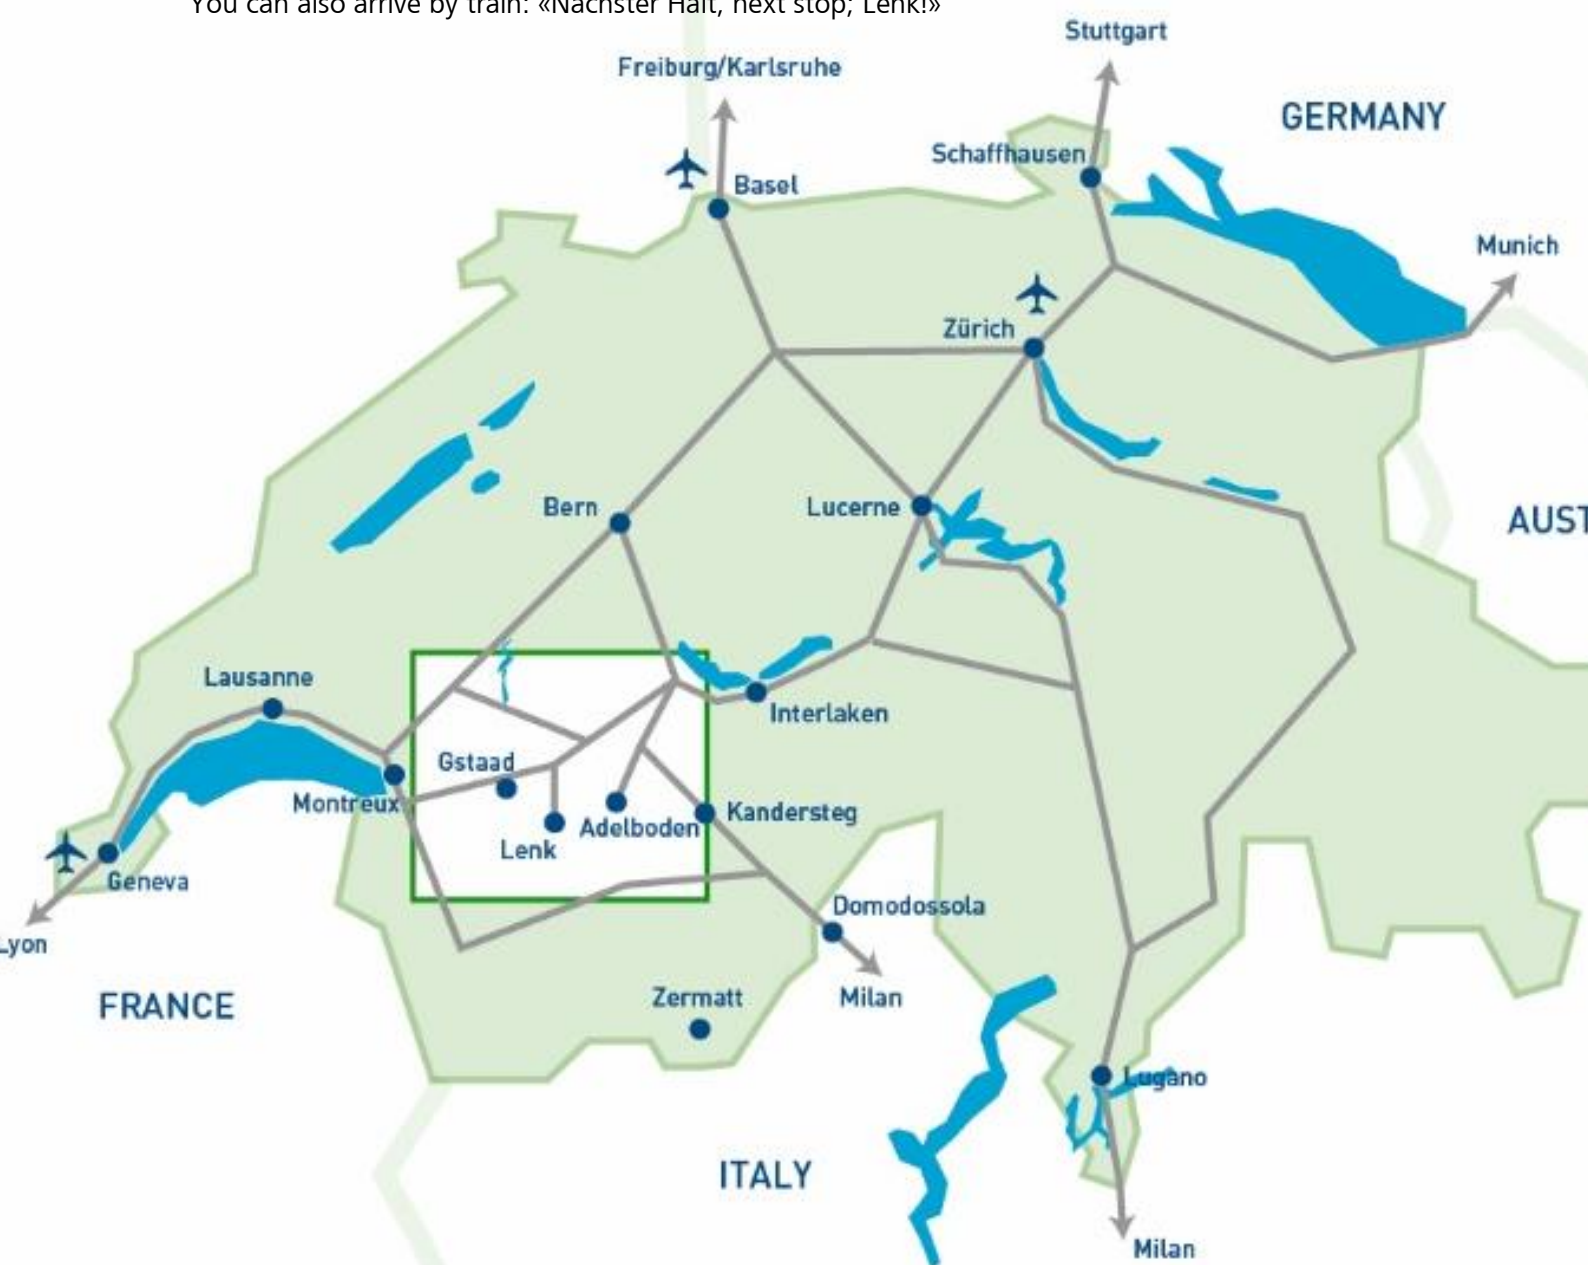 You can also arrive by train: «Nächster Halt, next stop; Lenk!»
Stuttgart
Freiburg/Karlsruhe
GERMANY
Schaffhausen
Basel
Munich
Zürich
Bern
Lucerne
AUST
Lausanne
Interlaken
Gstaad
Montreux
Kandersteg
Adelboden
Lenk
Geneva
Domodossola
Lyon
Milan
Zermatt
FRANCE
Lugano
ITALY
Milan